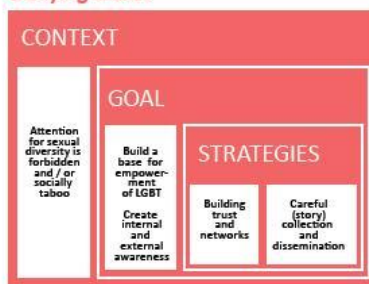 CONTEXT
Attention
for sexual
diversity is
forbidden
and / or
socially
taboo
GOAL
Build a
base for
empower-
ment
of LGBT
Create
internal
and
external
awareness
STRATEGIES
Building
trust
and
networks
Careful
(story)
collection
and
dissemination